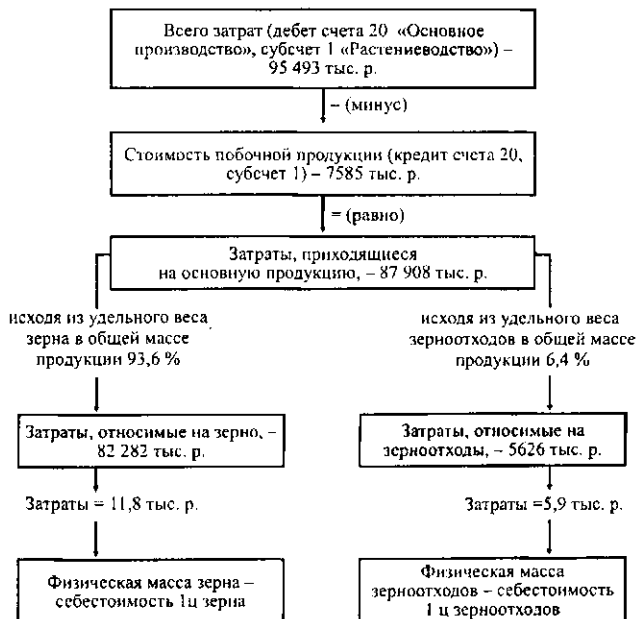 Всего затрат (дебет счета 20 «Основное
производство», субсчет 1 «Растениеводство») –
95 493 тыс. р.
– (минус)
Стоимость побочной продукции (кредит счета 20,
субсчет 1) – 7585 тыс. р.
= (равно)
Затраты, приходящиеся
на основную продукцию, – 87 908 тыс. р.
исходя из удельного веса
зерна в общей массе
продукции 93,6 %
исходя из удельного веса
зерноотходов в общей массе
продукции 6,4 %
Затраты, относимые на зерно, –
82 282 тыс. р.
Затраты, относимые на
зерноотходы, – 5626 тыс. р.
Затраты = 11,8 тыс. р.
Затраты =5,9 тыс. р.
Физическая масса зерна –
себестоимость 1ц зерна
Физическая масса
зерноотходов – себестоимость
1 ц зерноотходов